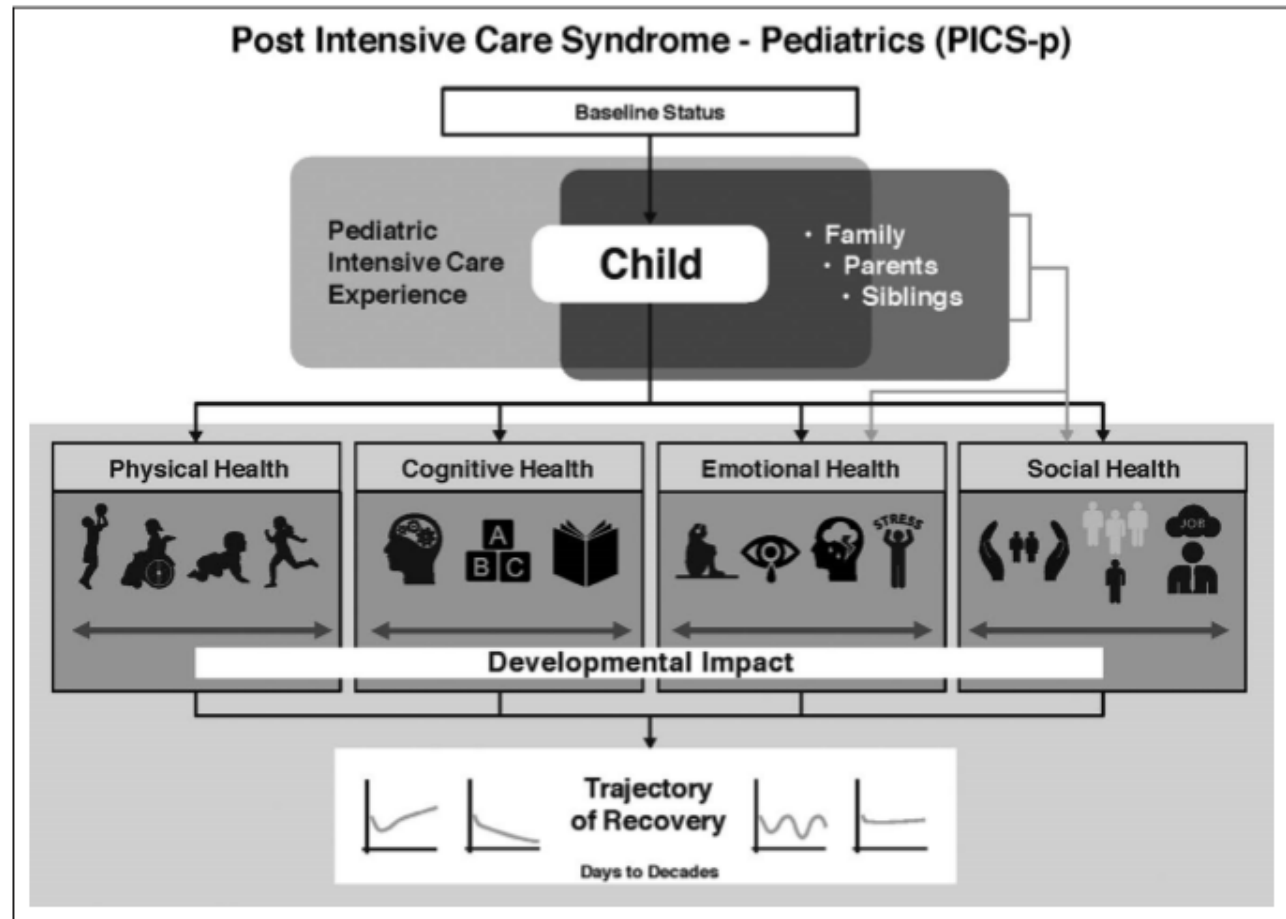 Post Intensive Care Syndrome - Pediatrics (PICS-p)
Baseline Status
Pediatric
Intensive Care
Experience
Child
• Family
• Parents
• Siblings
Physical Health
Cognitive Health
Emotional Health
Social Health
A
B C
STRESS
JOB
Developmental Impact
Trajectory
of Recovery
Days to Decades